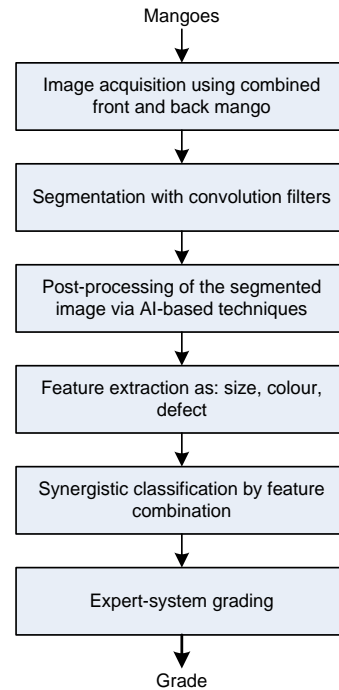 Mangoes
Image acquisition using combined
front and back mango
Segmentation with convolution filters
Post-processing of the segmented
image via AI-based techniques
Feature extraction as: size, colour,
defect
Synergistic classification by feature
combination
Expert-system grading
Grade